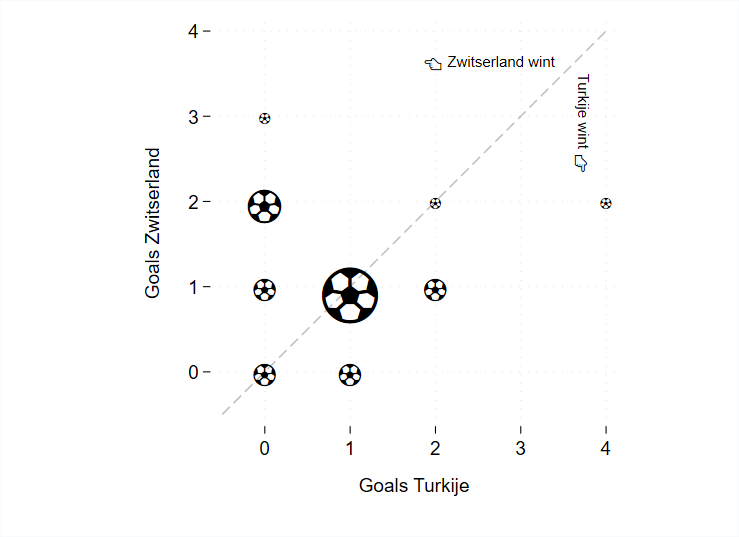 4
👈 Zwitserland wint
Turkije wint 👉
3
2
1
0
Goals Zwitserland
0 1 2 3 4
Goals Turkije